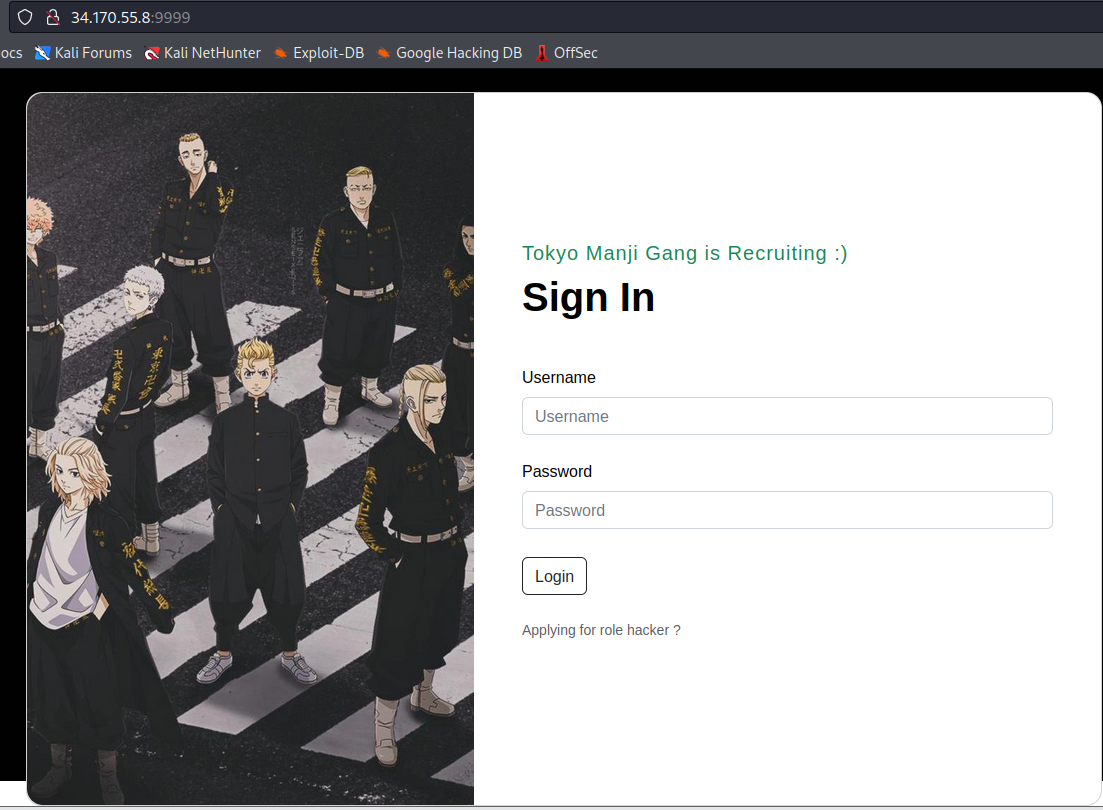 34.170.55.8:9999
ocs Kali Forums Kali NetHunter Exploit-DB Google Hacking DB OffSec
Tokyo Manji Gang is Recruiting :)
Sign In
Username
Username
Password
Password
Login
Applying for role hacker ?